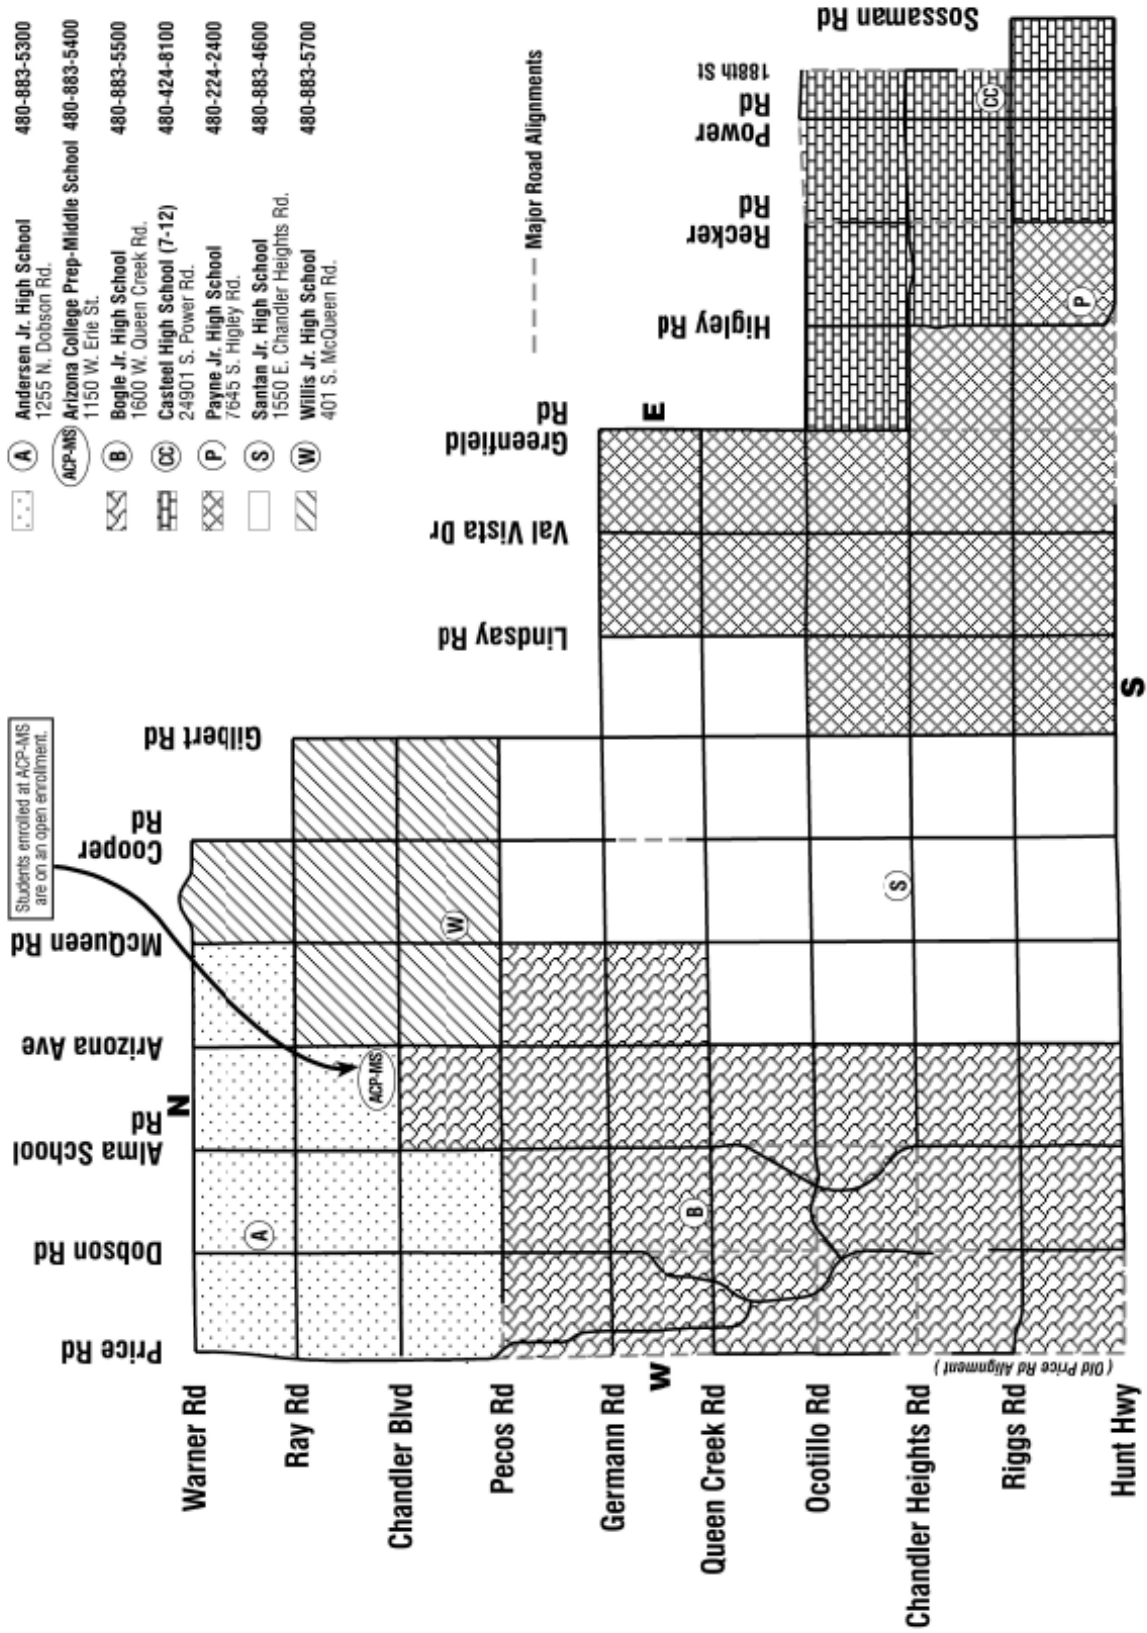 Andersen Jr. High School 480-883-5300
1255 N. Dobson Rd.
Arizona College Prep-Middle School 480-883-5400
1150 W. Erie St.
Bogle Jr. High School 480-883-5500
1600 W. Queen Creek Rd.
Casteel High School (7-12) 480-424-8100
24901 S. Power Rd.
Payne Jr. High School 480-224-2400
7645 S. Higley Rd.
Santan Jr. High School 480-883-4600
1550 E. Chandler Heights Rd.
Willis Jr. High School 480-883-5700
401 S. McQueen Rd.
A
ACP-MS
B
CC
P
S
W
Major Road Alignments
Students enrolled at ACP-MS
are on an open enrollment.
Price Rd
Dobson Rd
Alma School
Rd
Arizona Ave
McQueen Rd
Cooper
Rd
Gilbert Rd
Lindsay Rd
Val Vista Dr
Greenfield
Rd
Higley Rd
Recker
Rd
Power
Rd
188th St
Sossaman Rd
Warner Rd
Ray Rd
Chandler Blvd
Pecos Rd
Germann Rd
Queen Creek Rd
Ocotillo Rd
Chandler Heights Rd
Riggs Rd
Hunt Hwy
( Old Price Rd Alignment )
N
E
S
W
A
ACP-MS
W
B
S
P
CC